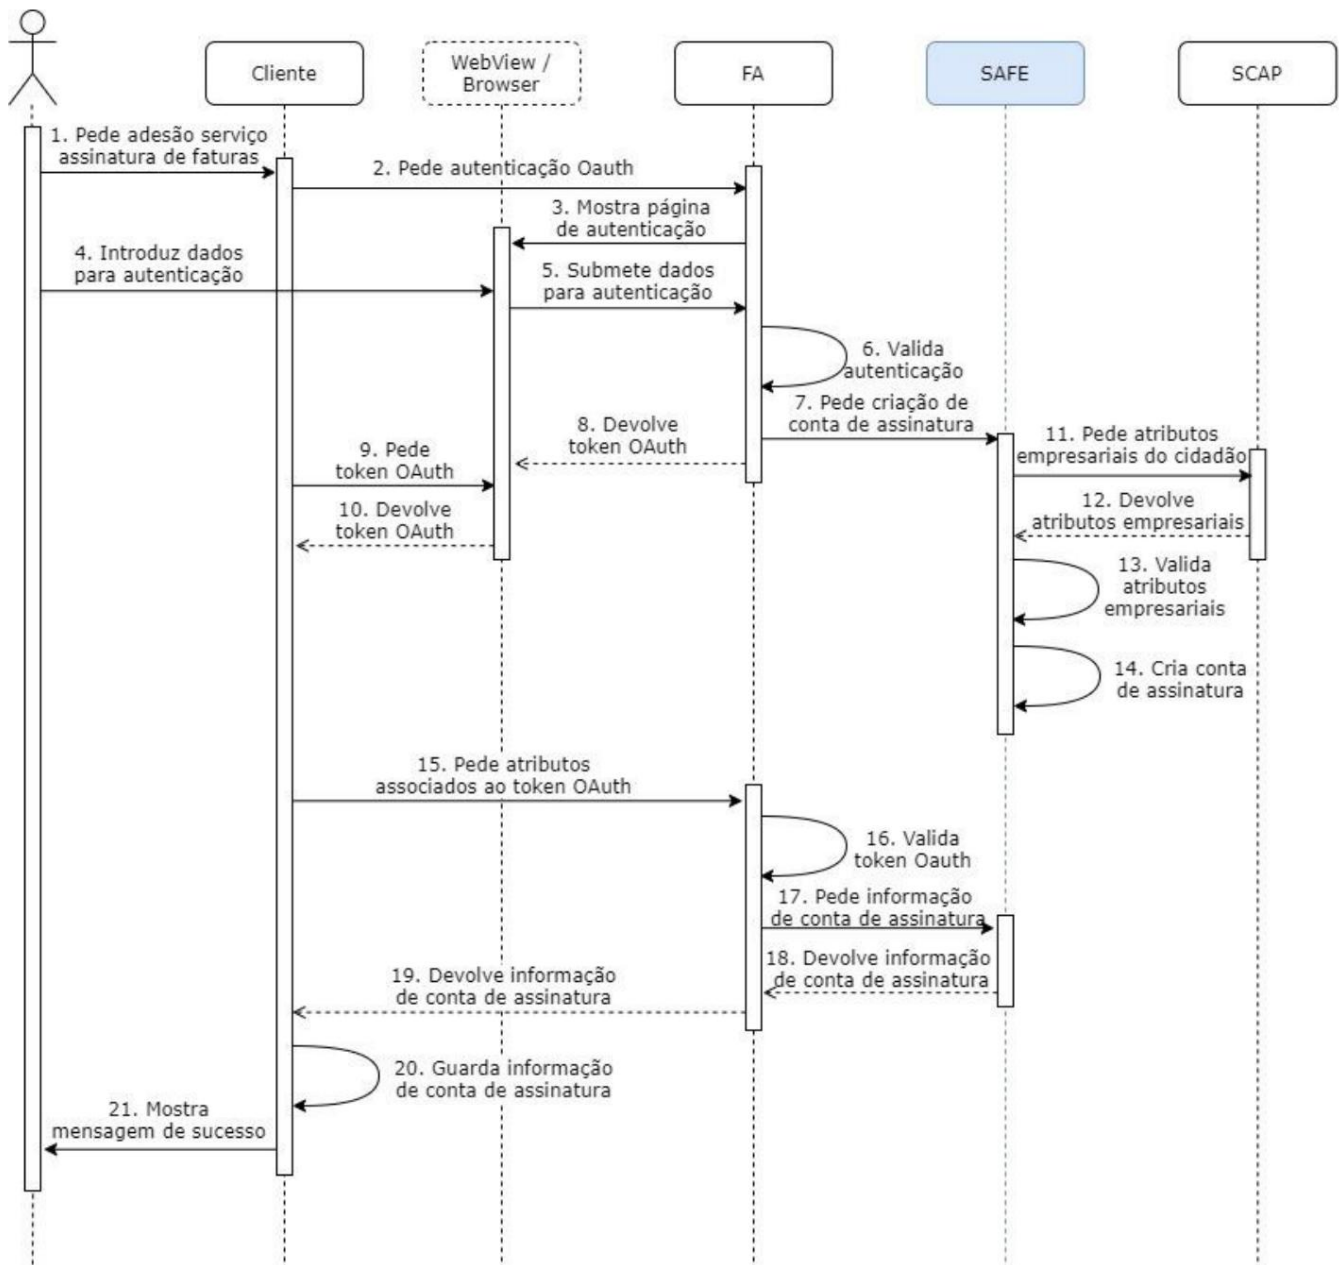 Cliente
WebView /
Browser
FA
SAFE
SCAP
1. Pede adesão serviço
assinatura de faturas
2. Pede autenticação Oauth
3. Mostra página
de autenticação
4. Introduz dados
para autenticação
5. Submete dados
para autenticação
6. Valida
autenticação
7. Pede criação de
conta de assinatura
8. Devolve
token OAuth
9. Pede
token OAuth
10. Devolve
token OAuth
11. Pede atributos
empresariais do cidadão
12. Devolve
atributos empresariais
13. Valida
atributos
empresariais
14. Cria conta
de assinatura
15. Pede atributos
associados ao token OAuth
16. Valida
token Oauth
17. Pede informação
de conta de assinatura
18. Devolve informação
de conta de assinatura
19. Devolve informação
de conta de assinatura
20. Guarda informação
de conta de assinatura
21. Mostra
mensagem de sucesso